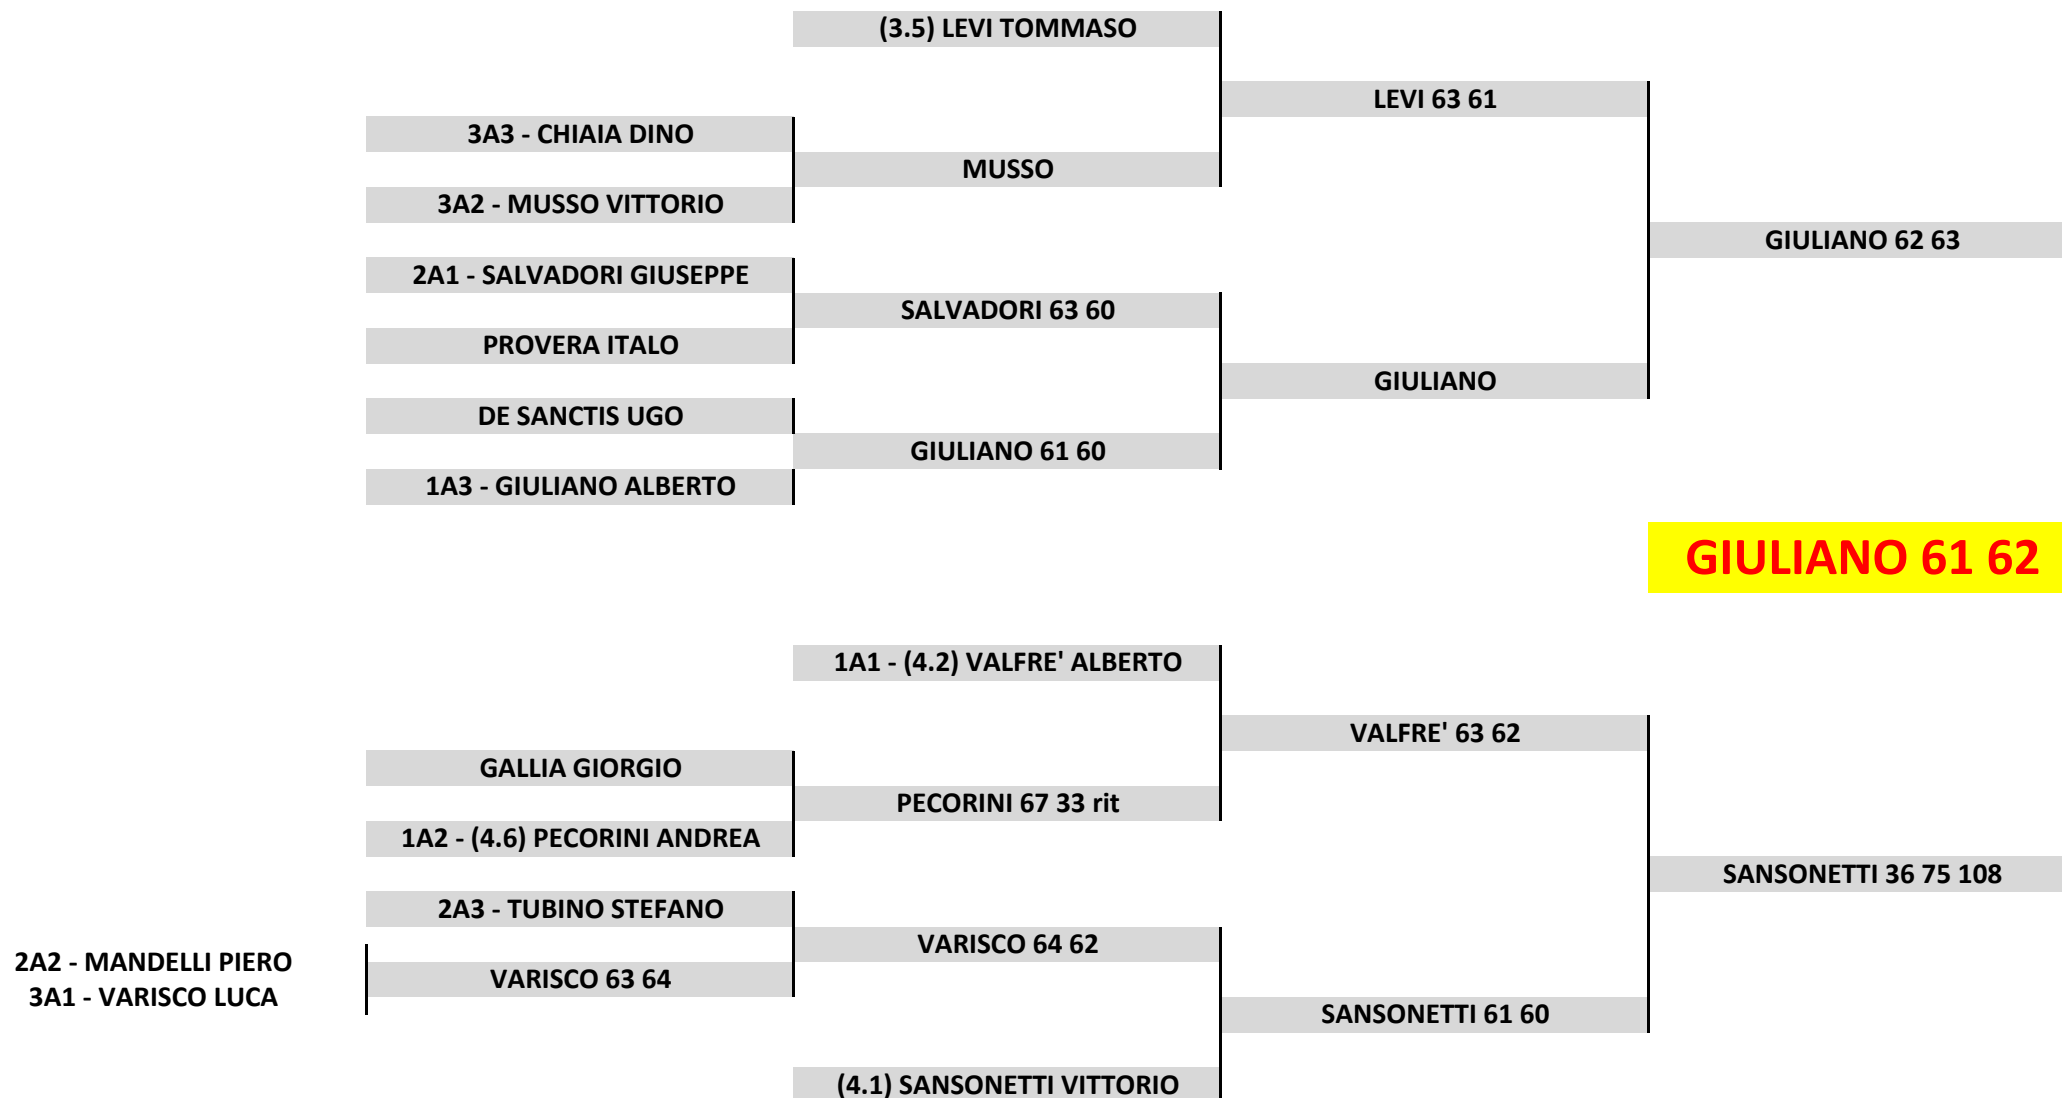 (3.5) LEVI TOMMASO
LEVI 63 61
3A3 - CHIAIA DINO
MUSSO
3A2 - MUSSO VITTORIO
GIULIANO 62 63
2A1 - SALVADORI GIUSEPPE
SALVADORI 63 60
PROVERA ITALO
GIULIANO
DE SANCTIS UGO
GIULIANO 61 60
1A3 - GIULIANO ALBERTO
GIULIANO 61 62
1A1 - (4.2) VALFRE' ALBERTO
VALFRE' 63 62
GALLIA GIORGIO
PECORINI 67 33 rit
1A2 - (4.6) PECORINI ANDREA
SANSONETTI 36 75 108
2A3 - TUBINO STEFANO
VARISCO 64 62
2A2 - MANDELLI PIERO
VARISCO 63 64
3A1 - VARISCO LUCA
SANSONETTI 61 60
(4.1) SANSONETTI VITTORIO